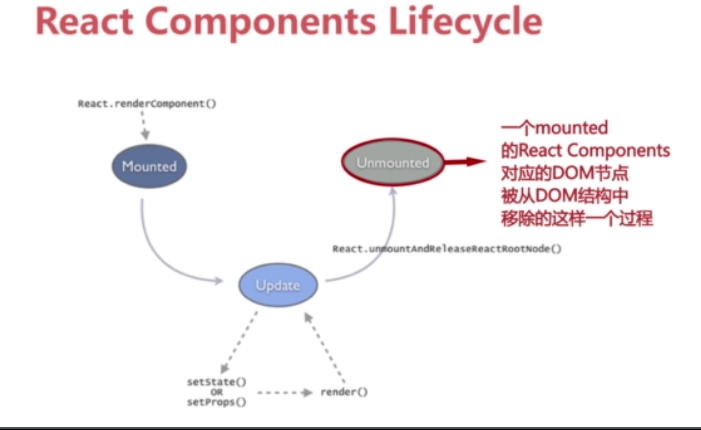 React Components Lifecycle
React.renderComponent()
Mounted
Unmounted
一个mounted
的React Components
对应的DOM节点
被从DOM结构中
移除的这样一个过程
React.unmountAndReleaseReactRootNode()
Update
setState()
OR
setProps()
render()